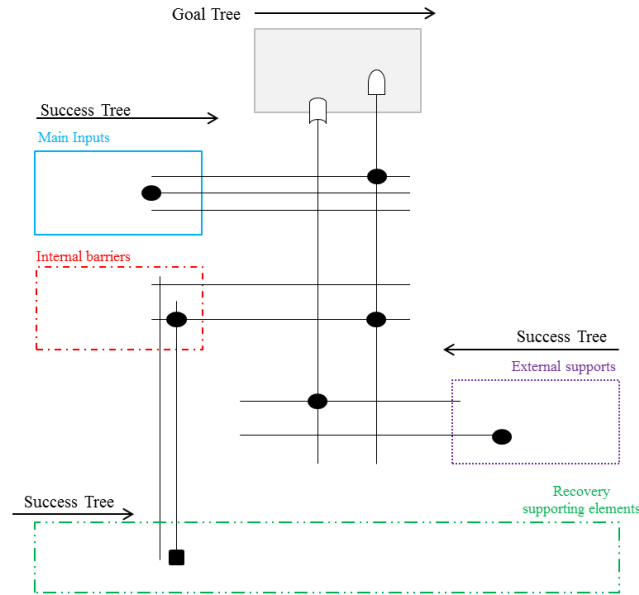 Goal Tree
Success Tree
Main Inputs
Internal barriers
Success Tree
External supports
Success Tree
Recovery
supporting elements